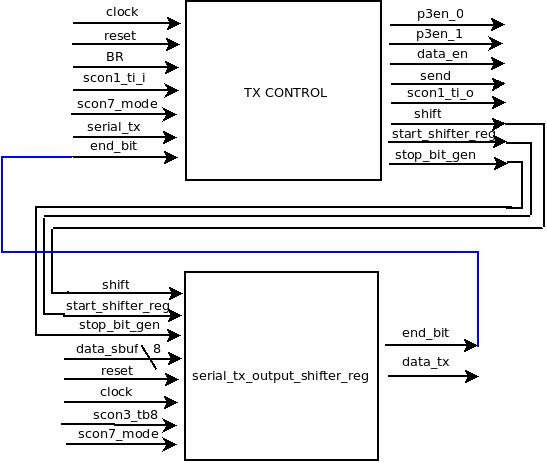 clock
reset
BR
scon1_ti_i
scon7_mode
serial_tx
end_bit
TX CONTROL
p3en_0
p3en_1
data_en
send
scon1_ti_o
shift
start_shifter_reg
stop_bit_gen
shift
start_shifter_reg
stop_bit_gen
data_sbuf 8
reset
clock
scon3_tb8
scon7_mode
serial_tx_output_shifter_reg
end_bit
data_tx